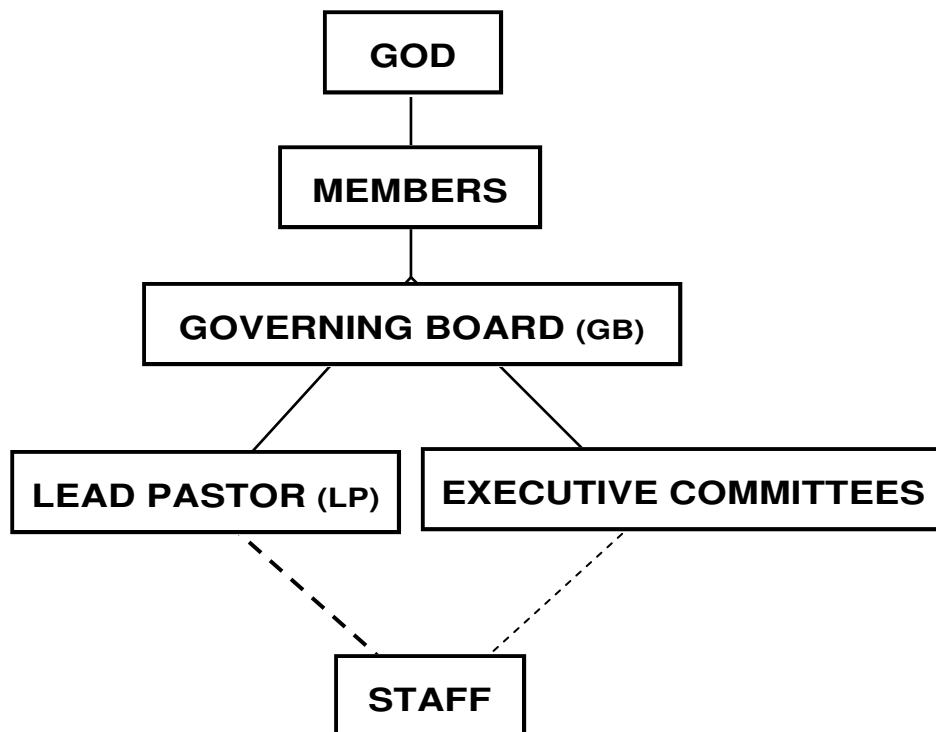 GOD
MEMBERS
GOVERNING BOARD (GB)
LEAD PASTOR (LP)
EXECUTIVE COMMITTEES
STAFF